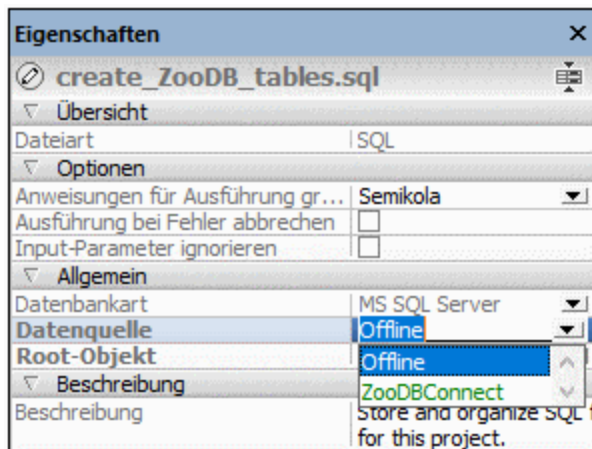 Eigenschaften
create_ZooDB_tables.sql
Übersicht
Dateiart SQL
Optionen
Anweisungen für Ausführung gr... Semikola
Ausführung bei Fehler abbrechen
Input-Parameter ignorieren
Allgemein
Datenbankart MS SQL Server
Datenquelle Offline
Root-Objekt Offline
Beschreibung ZooDBConnect
Beschreibung Store and organize SQL f
for this project.